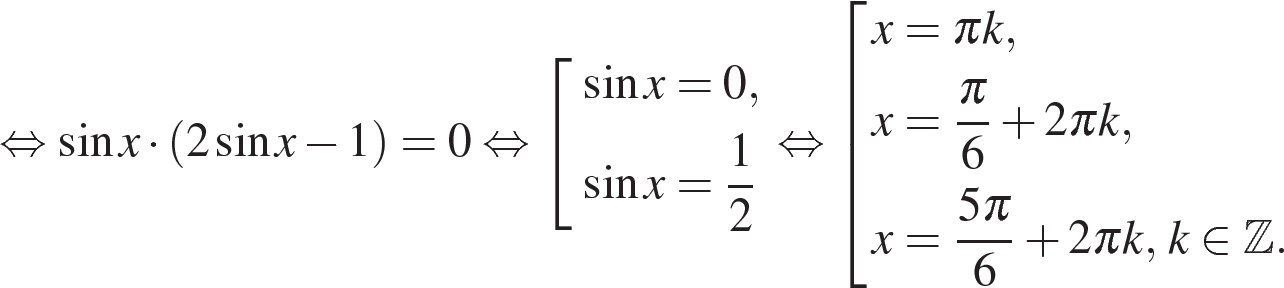 ⇔ sin x · (2 sin x − 1) = 0 ⇔ [ sin x = 0, sin x = 1/2 ⇔ [ x = πk, x = π/6 + 2πk, x = 5π/6 + 2πk, k ∈ ℤ.